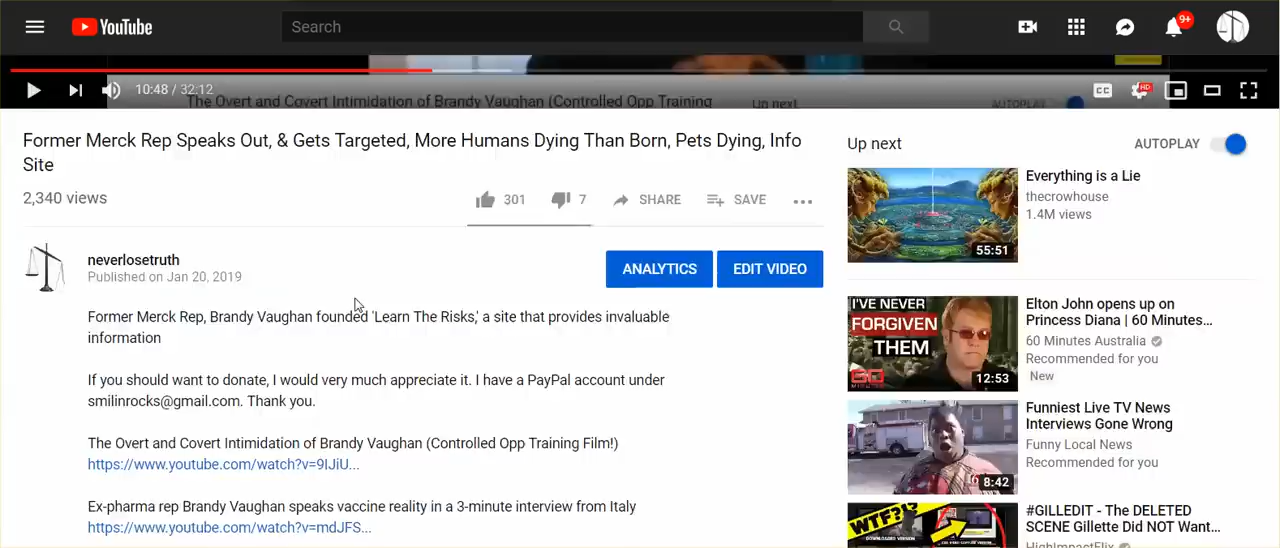 YouTube
Search
9+
10:48 / 32:12
The Overt and Covert Intimidation of Brandy Vaughan (Controlled Opp Training
Up next
AUTOPLAY
CC
HD
Former Merck Rep Speaks Out, & Gets Targeted, More Humans Dying Than Born, Pets Dying, Info
Site
2,340 views
301
7
SHARE
SAVE
neverlosetruth
Published on Jan 20, 2019
ANALYTICS
EDIT VIDEO
Former Merck Rep, Brandy Vaughan founded 'Learn The Risks,' a site that provides invaluable
information
If you should want to donate, I would very much appreciate it. I have a PayPal account under
smilinrocks@gmail.com. Thank you.
The Overt and Covert Intimidation of Brandy Vaughan (Controlled Opp Training Film!)
https://www.youtube.com/watch?v=9IJiU...
Ex-pharma rep Brandy Vaughan speaks vaccine reality in a 3-minute interview from Italy
https://www.youtube.com/watch?v=mdJFS...
Up next
AUTOPLAY
55:51
Everything is a Lie
thecrowhouse
1.4M views
I'VE NEVER
FORGIVEN
THEM
60
MINUTES
12:53
Elton John opens up on
Princess Diana | 60 Minutes...
60 Minutes Australia
Recommended for you
New
8:42
Funniest Live TV News
Interviews Gone Wrong
Funny Local News
Recommended for you
WTF?!
#GILLEDIT - The DELETED
SCENE Gillette Did NOT Want...
HighImpactFlix